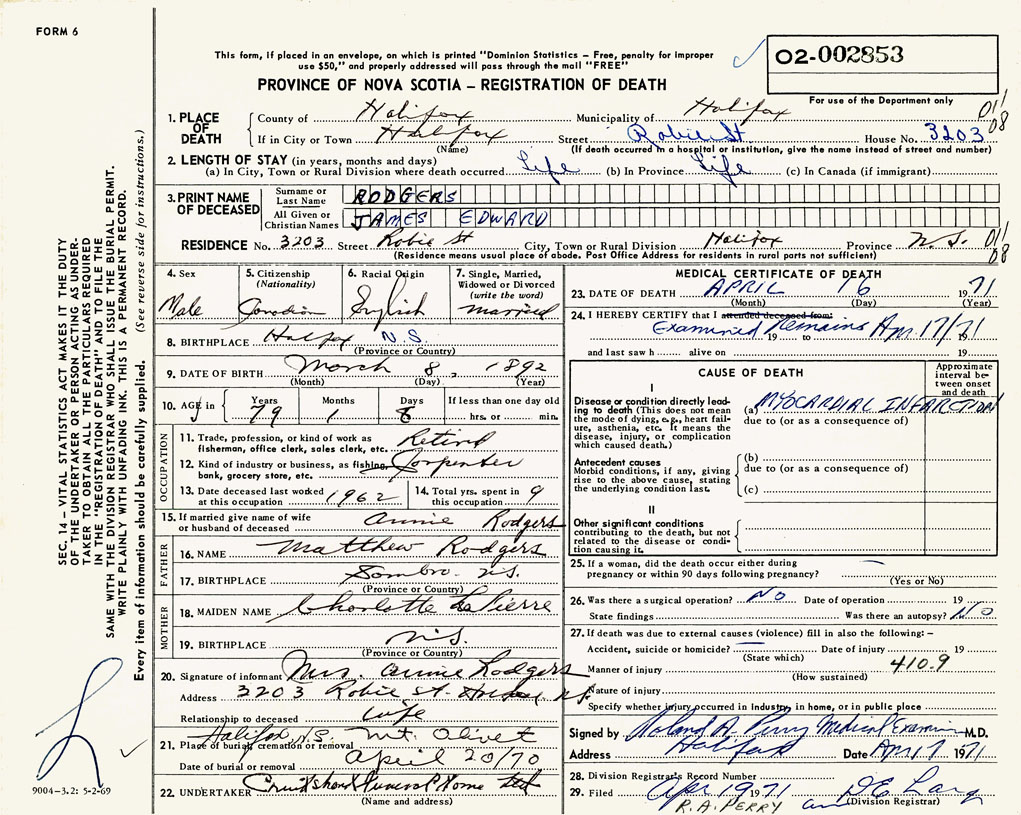 FORM 6
This form, if placed in an envelope, on which is printed "Dominion Statistics – Free, penalty for improper
use $50," and properly addressed will pass through the mail "FREE"
PROVINCE OF NOVA SCOTIA – REGISTRATION OF DEATH
02-002853
For use of the Department only
SEC. 14 – VITAL STATISTICS ACT MAKES IT THE DUTY
OF THE UNDERTAKER OR PERSON ACTING AS UNDER-
TAKER TO OBTAIN ALL THE PARTICULARS REQUIRED
IN THE "REGISTRATION OF DEATH" AND TO FILE THE
SAME WITH THE DIVISION REGISTRAR WHO SHALL ISSUE THE BURIAL PERMIT.
WRITE PLAINLY WITH UNFADING INK. THIS IS A PERMANENT RECORD.
Every item of information should be carefully supplied. (See reverse side for instructions.)
1. PLACE OF DEATH
County of Halifax Municipality of Halifax 011
If in City or Town Halifax Street Robie St House No. 3203 08
(Name) (If death occurred in a hospital or institution, give the name instead of street and number)
2. LENGTH OF STAY (in years, months and days)
(a) In City, Town or Rural Division where death occurred Life (b) In Province Life (c) In Canada (if immigrant)
3. PRINT NAME OF DECEASED
Surname or Last Name RODGERS
All Given or Christian Names JAMES EDWARD
RESIDENCE No. 3203 Street Robie St City, Town or Rural Division Halifax Province N.S. 011
(Residence means usual place of abode. Post Office Address for residents in rural parts not sufficient) 08
4. Sex Male
5. Citizenship (Nationality) Canadian
6. Racial Origin English
7. Single, Married, Widowed or Divorced (write the word) married
8. BIRTHPLACE Halifax N.S.
(Province or Country)
9. DATE OF BIRTH March 8, 1892
(Month) (Day) (Year)
10. AGE in Years 79 Months 1 Days 8 If less than one day old hrs. or min.
OCCUPATION
11. Trade, profession, or kind of work as fisherman, office clerk, sales clerk, etc. Retired
12. Kind of industry or business, as fishing, bank, grocery store, etc. Carpenter
13. Date deceased last worked at this occupation 1962
14. Total yrs. spent in this occupation 9
15. If married give name of wife or husband of deceased Annie Rodgers
FATHER
16. NAME Matthew Rodgers
17. BIRTHPLACE Sambro N.S.
(Province or Country)
MOTHER
18. MAIDEN NAME Charlotte LaPierre
19. BIRTHPLACE N.S.
(Province or Country)
20. Signature of informant Mrs. Annie Rodgers
Address 3203 Robie St. Halifax N.S.
Relationship to deceased wife
21. Place of burial, cremation or removal Halifax N.S. Mt. Olivet
Date of burial or removal April 20/70
22. UNDERTAKER Cruikshank Funeral Home Ltd
(Name and address)
9004–3.2: 5-2-69
MEDICAL CERTIFICATE OF DEATH
23. DATE OF DEATH APRIL 16 1971
(Month) (Day) (Year)
24. I HEREBY CERTIFY that I attended deceased from:
Examined Remains Apr. 17/71
19 to 19
and last saw h alive on 19
CAUSE OF DEATH
Approximate interval between onset and death
I
Disease or condition directly leading to death (This does not mean the mode of dying, e.g., heart failure, asthenia, etc. It means the disease, injury, or complication which caused death.)
(a) MYOCARDIAL INFARCTION
due to (or as a consequence of)
Antecedent causes
Morbid conditions, if any, giving rise to the above cause, stating the underlying condition last.
(b)
due to (or as a consequence of)
(c)
II
Other significant conditions
contributing to the death, but not related to the disease or condition causing it.
25. If a woman, did the death occur either during
pregnancy or within 90 days following pregnancy?
(Yes or No)
26. Was there a surgical operation? NO Date of operation 19
State findings Was there an autopsy? NO
27. If death was due to external causes (violence) fill in also the following:–
Accident, suicide or homicide? Date of injury 19
(State which)
Manner of injury 410.9
(How sustained)
Nature of injury
Specify whether injury occurred in industry, in home, or in public place
Signed by Roland A. Perry Medical Examiner M.D.
Address Halifax Date Apr 17 1971
28. Division Registrar's Record Number
29. Filed Apr 19 1971
(Division Registrar)
R.A. PERRY